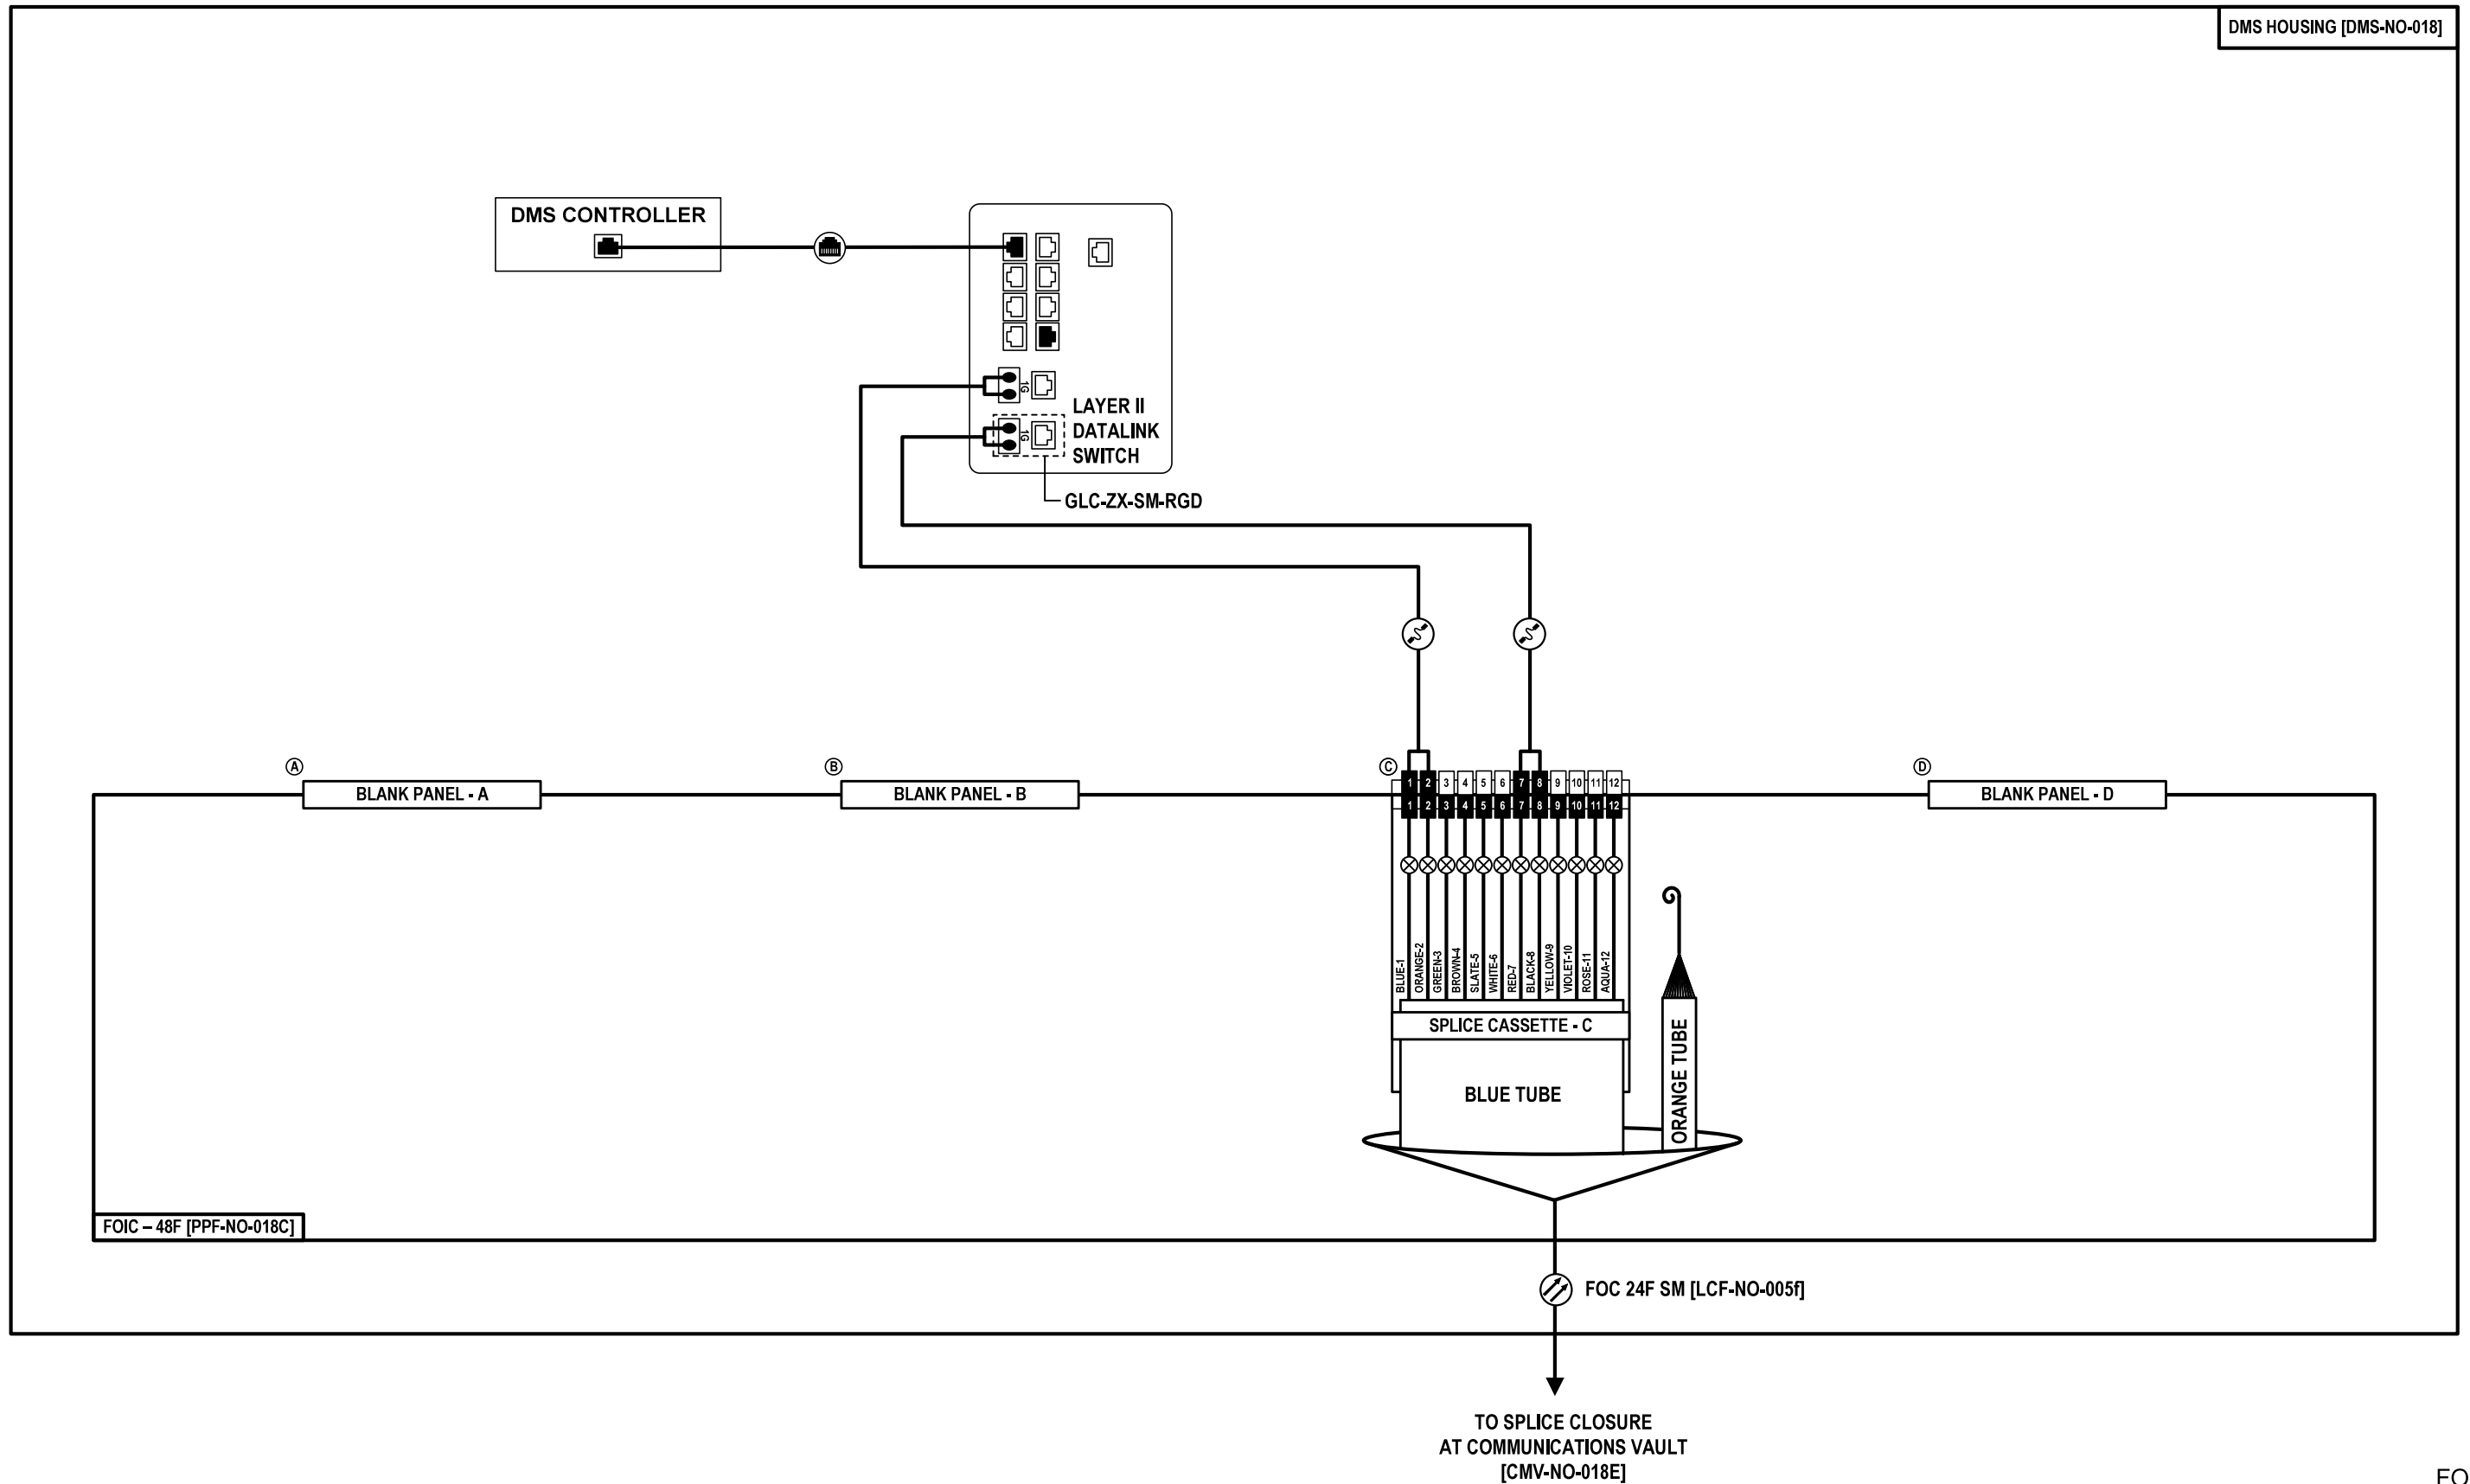 DMS HOUSING [DMS-NO-018]
DMS CONTROLLER
1G
1G
LAYER II
DATALINK
SWITCH
GLC-ZX-SM-RGD
A
B
C
D
BLANK PANEL - A
BLANK PANEL - B
1 2 3 4 5 6 7 8 9 10 11 12
1 2 3 4 5 6 7 8 9 10 11 12
BLANK PANEL - D
BLUE-1
ORANGE-2
GREEN-3
BROWN-4
SLATE-5
WHITE-6
RED-7
BLACK-8
YELLOW-9
VIOLET-10
ROSE-11
AQUA-12
SPLICE CASSETTE - C
BLUE TUBE
ORANGE TUBE
FOIC – 48F [PPF-NO-018C]
FOC 24F SM [LCF-NO-005f]
TO SPLICE CLOSURE
AT COMMUNICATIONS VAULT
[CMV-NO-018E]